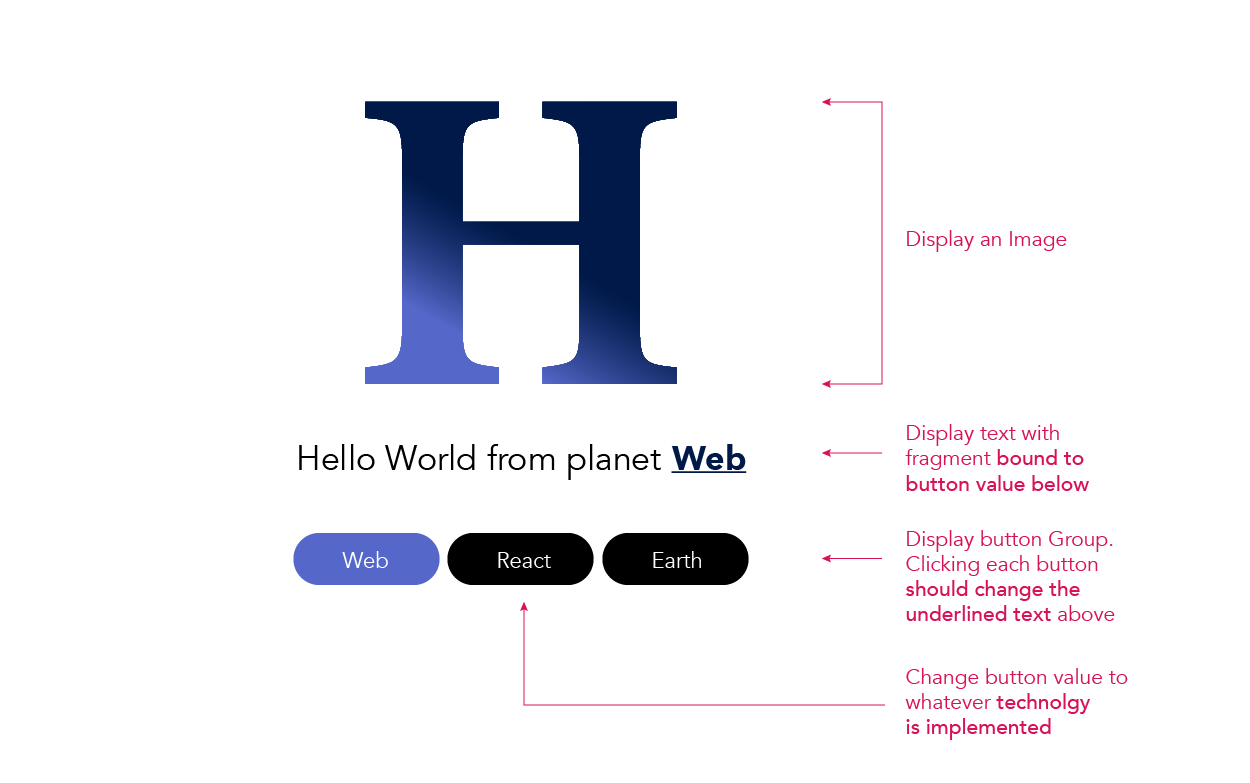 H
Display an Image
Hello World from planet Web
Display text with
fragment bound to
button value below
Web
React
Earth
Display button Group.
Clicking each button
should change the
underlined text above
Change button value to
whatever technolgy
is implemented